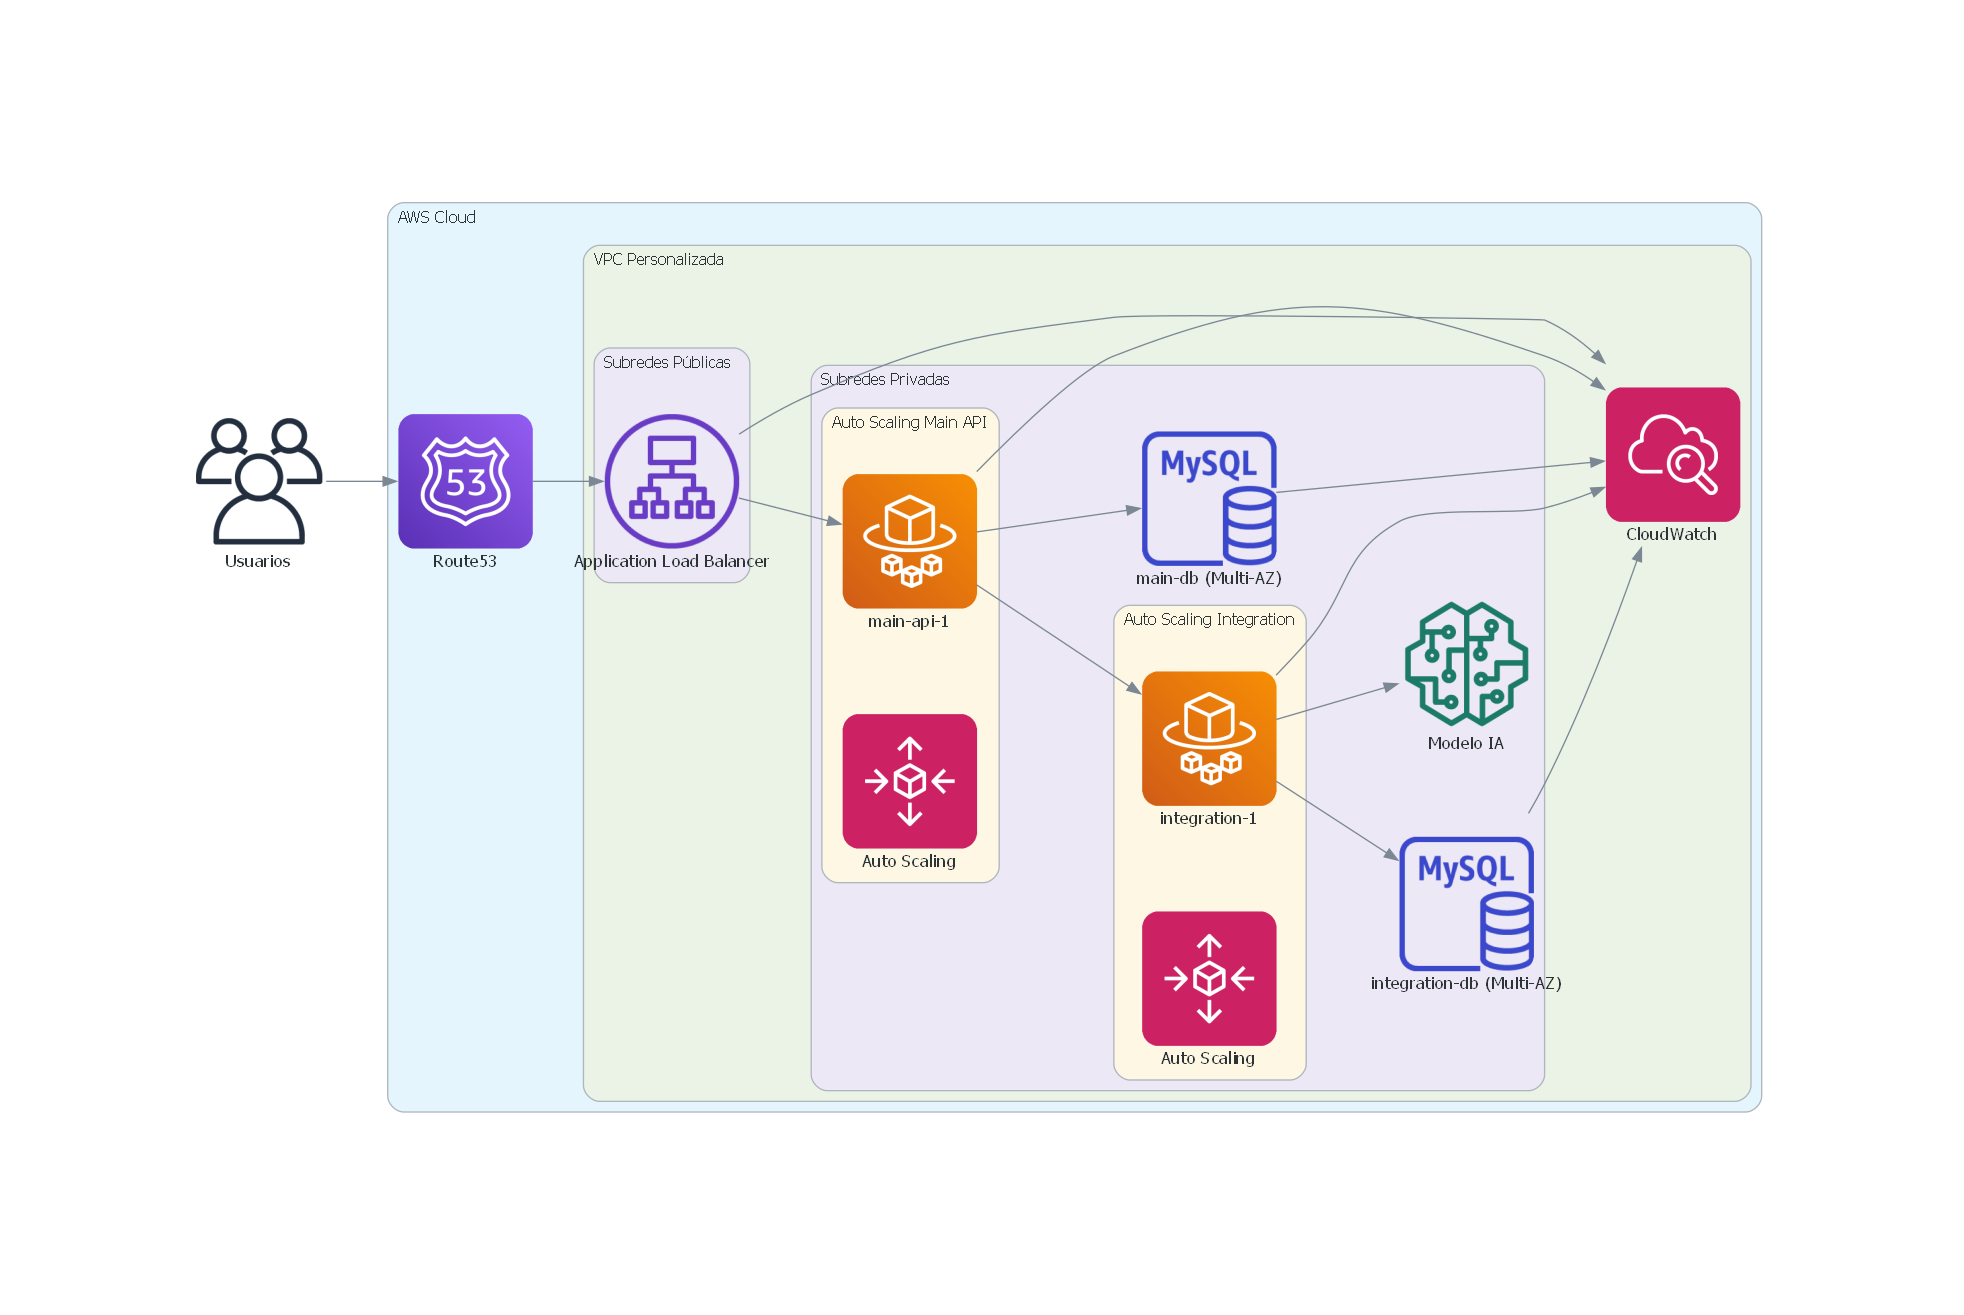 AWS Cloud
VPC Personalizada
Subredes Públicas
Subredes Privadas
Auto Scaling Main API
MySQL
53
CloudWatch
Usuarios
Route53
Application Load Balancer
main-db (Multi-AZ)
main-api-1
Auto Scaling Integration
Modelo IA
integration-1
Auto Scaling
MySQL
integration-db (Multi-AZ)
Auto Scaling